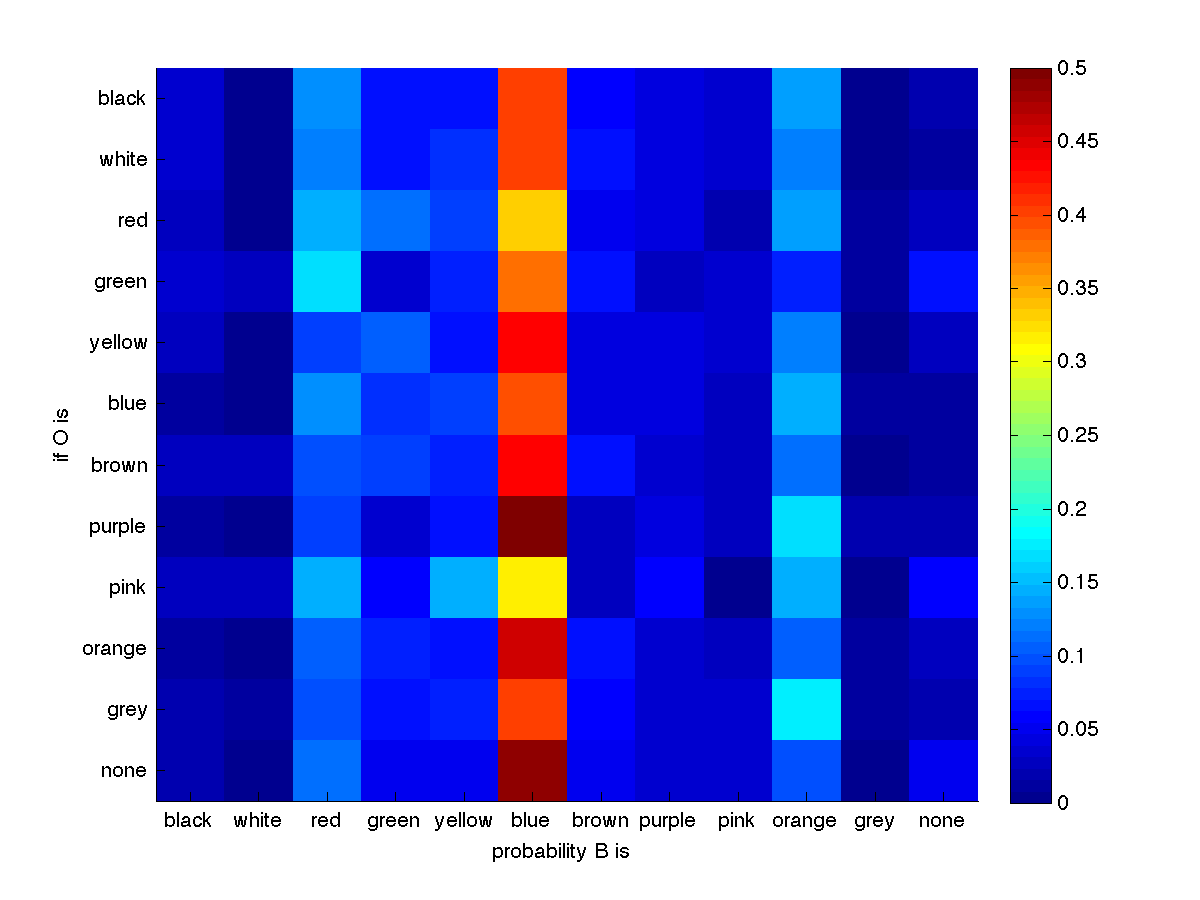 black
white
red
green
yellow
blue
brown
purple
pink
orange
grey
none
if O is
black white red green yellow blue brown purple pink orange grey none
probability B is
0.5
0.45
0.4
0.35
0.3
0.25
0.2
0.15
0.1
0.05
0